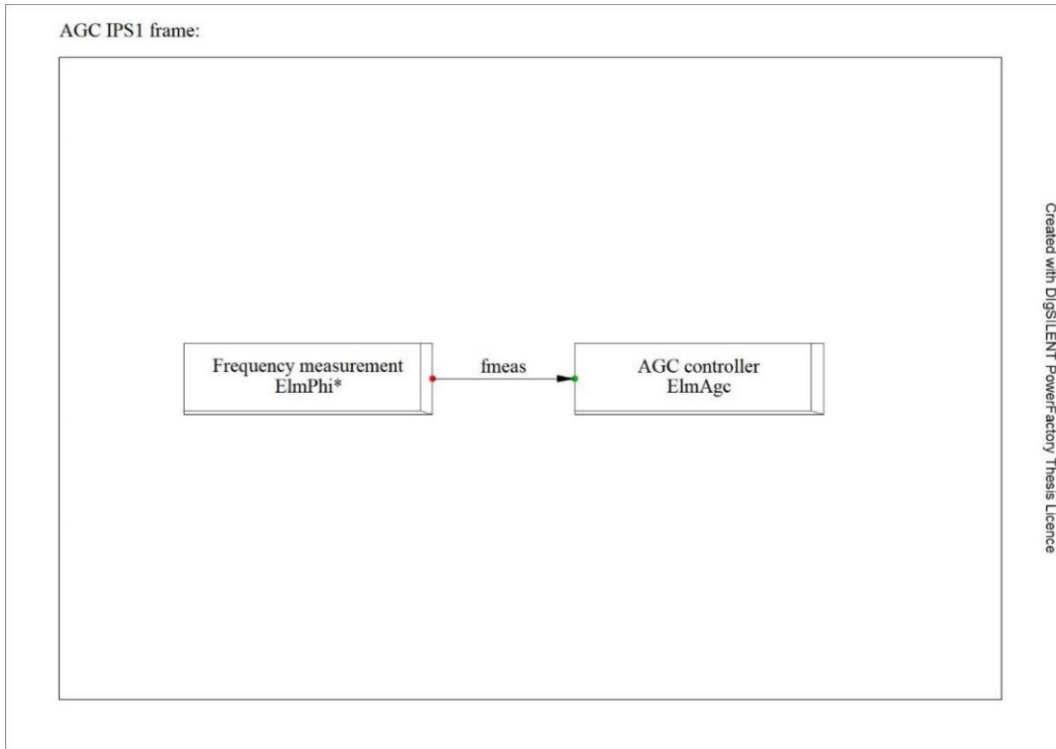 AGC IPS1 frame:
Frequency measurement
ElmPhi*
fmeas
AGC controller
ElmAgc
Created with DIgSILENT PowerFactory Thesis Licence